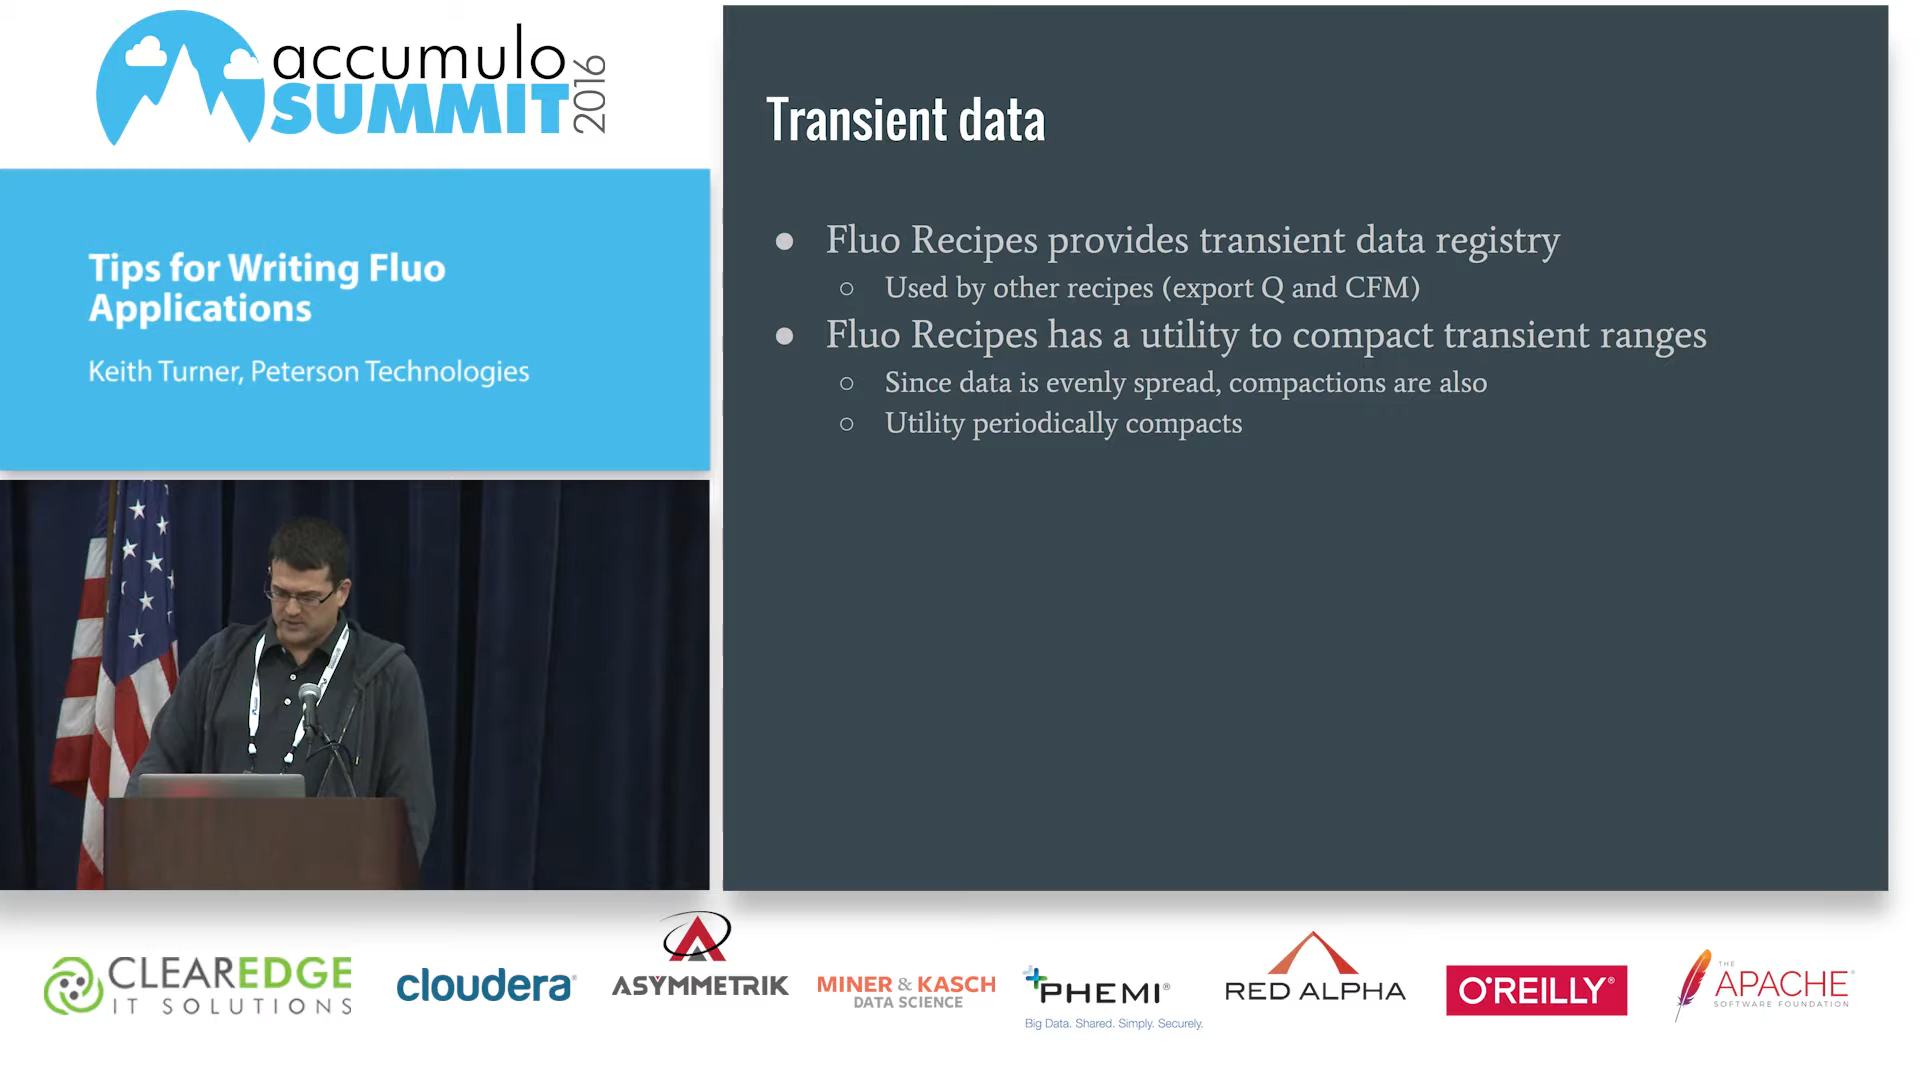 accumulo
SUMMIT
2016
Tips for Writing Fluo
Applications
Keith Turner, Peterson Technologies
Transient data
● Fluo Recipes provides transient data registry
○ Used by other recipes (export Q and CFM)
● Fluo Recipes has a utility to compact transient ranges
○ Since data is evenly spread, compactions are also
○ Utility periodically compacts
CLEAREDGE
IT SOLUTIONS
cloudera
ASYMMETRIK
MINER & KASCH
DATA SCIENCE
PHEMI®
Big Data. Shared. Simply. Securely.
RED ALPHA
O'REILLY®
THE
APACHE
SOFTWARE FOUNDATION